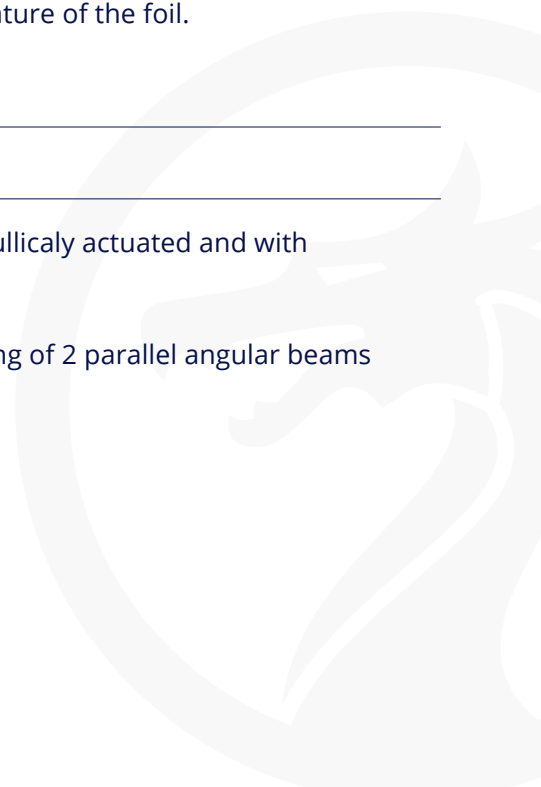 ture of the foil.
ullicaly actuated and with
ng of 2 parallel angular beams